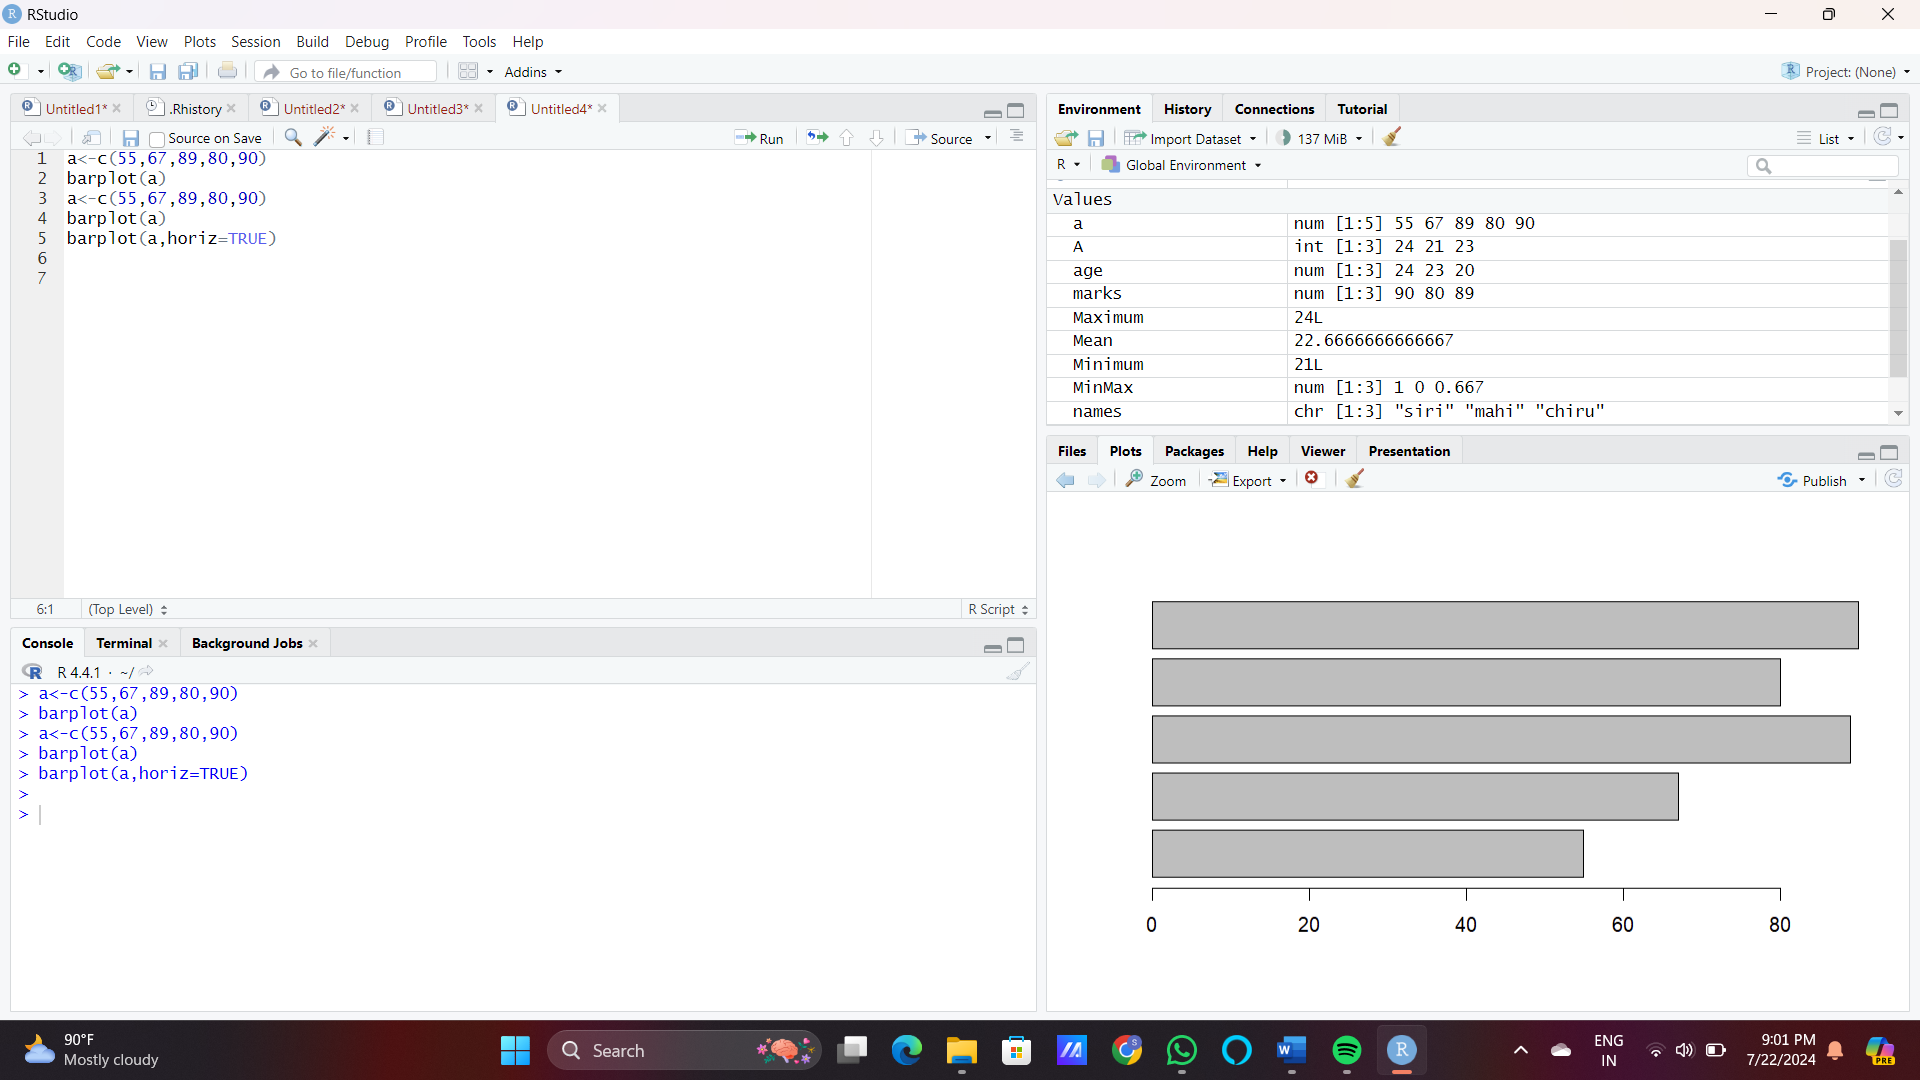 RStudio
File Edit Code View Plots Session Build Debug Profile Tools Help
Go to file/function Addins Project: (None)
Untitled1* .Rhistory Untitled2* Untitled3* Untitled4*
Source on Save Run Source
1 a<-c(55,67,89,80,90)
2 barplot(a)
3 a<-c(55,67,89,80,90)
4 barplot(a)
5 barplot(a,horiz=TRUE)
6
7
6:1 (Top Level) R Script
Console Terminal Background Jobs
R 4.4.1 · ~/
> a<-c(55,67,89,80,90)
> barplot(a)
> a<-c(55,67,89,80,90)
> barplot(a)
> barplot(a,horiz=TRUE)
>
>
Environment History Connections Tutorial
Import Dataset 137 MiB List
R Global Environment
Values
a num [1:5] 55 67 89 80 90
A int [1:3] 24 21 23
age num [1:3] 24 23 20
marks num [1:3] 90 80 89
Maximum 24L
Mean 22.6666666666667
Minimum 21L
MinMax num [1:3] 1 0 0.667
names chr [1:3] "siri" "mahi" "chiru"
Files Plots Packages Help Viewer Presentation
Zoom Export Publish
0 20 40 60 80
90°F
Mostly cloudy
Search
ENG
IN
9:01 PM
7/22/2024
PRE